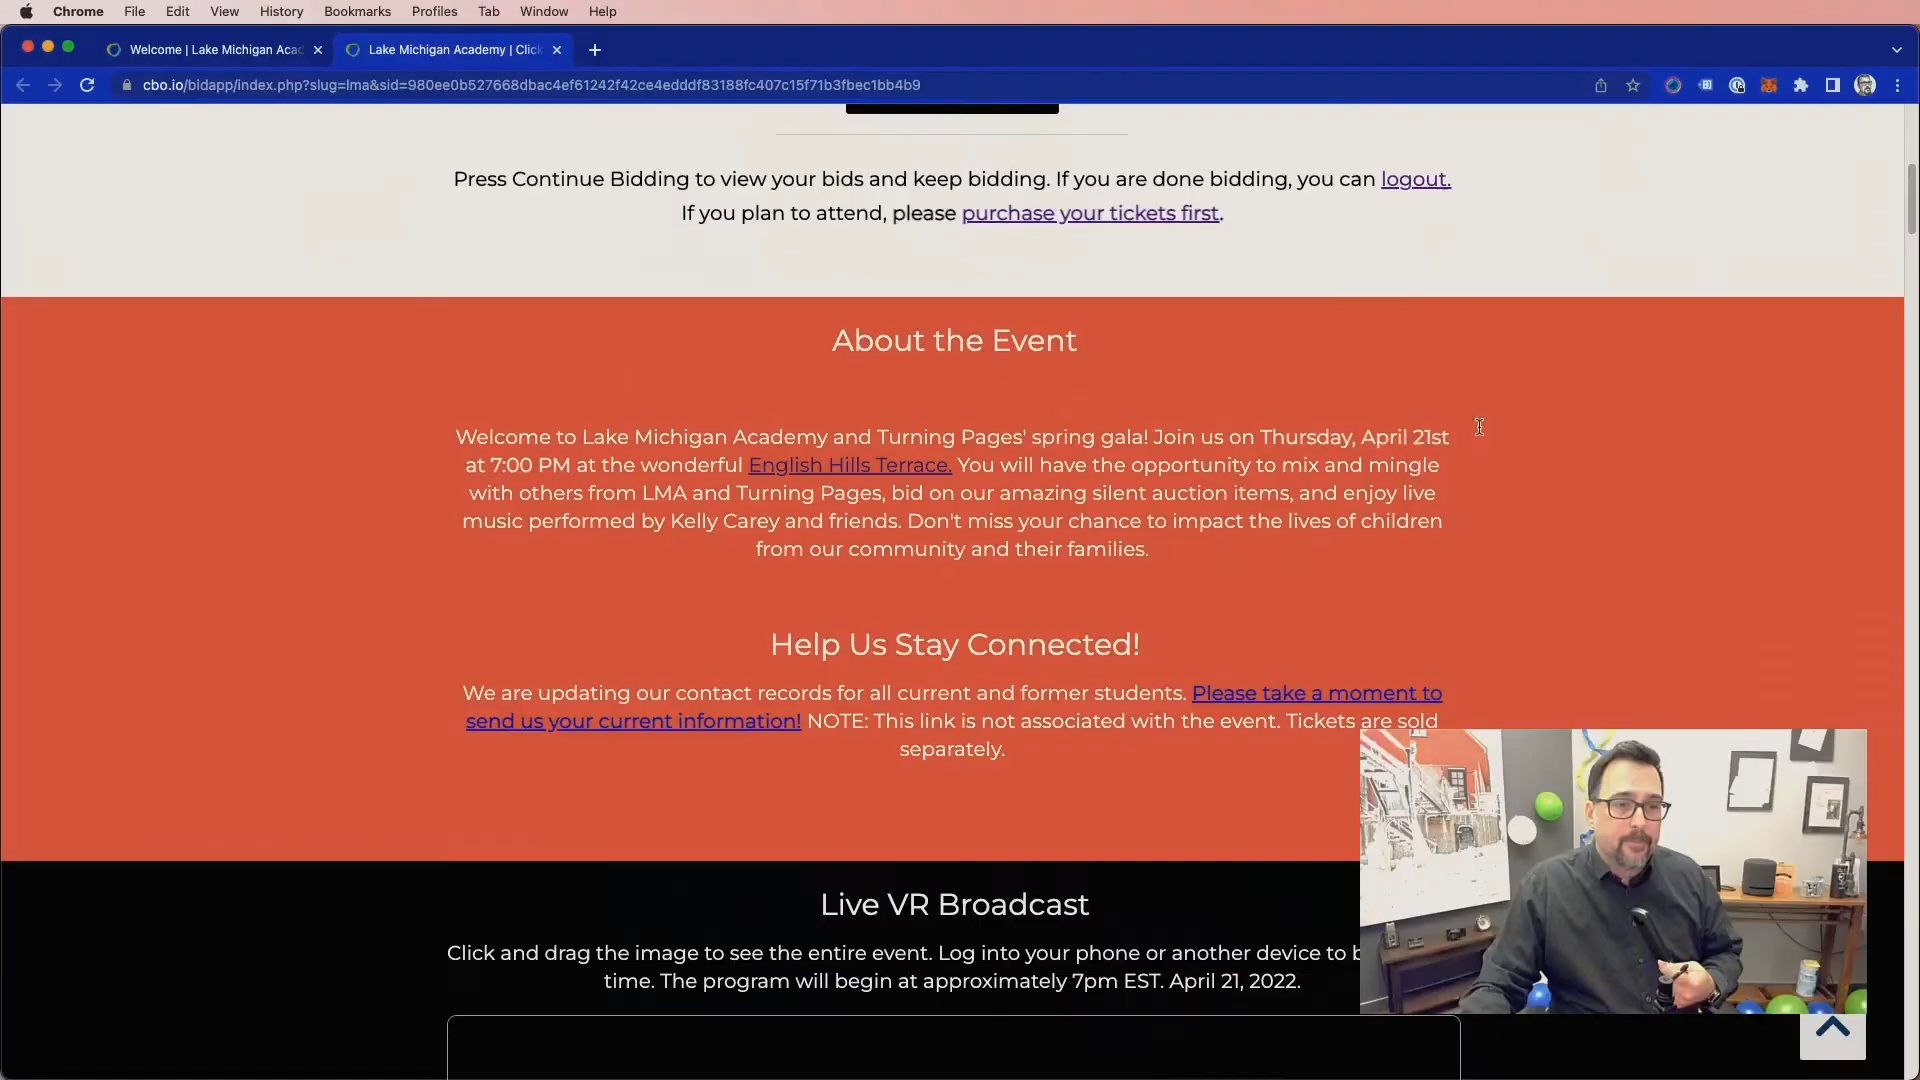 Chrome File Edit View History Bookmarks Profiles Tab Window Help
Welcome | Lake Michigan Acad
Lake Michigan Academy | Click
cbo.io/bidapp/index.php?slug=lma&sid=980ee0b527668dbac4ef61242f42ce4edddf83188fc407c15f71b3fbec1bb4b9
Press Continue Bidding to view your bids and keep bidding. If you are done bidding, you can logout.
If you plan to attend, please purchase your tickets first.
About the Event
Welcome to Lake Michigan Academy and Turning Pages' spring gala! Join us on Thursday, April 21st
at 7:00 PM at the wonderful English Hills Terrace. You will have the opportunity to mix and mingle
with others from LMA and Turning Pages, bid on our amazing silent auction items, and enjoy live
music performed by Kelly Carey and friends. Don't miss your chance to impact the lives of children
from our community and their families.
Help Us Stay Connected!
We are updating our contact records for all current and former students. Please take a moment to
send us your current information! NOTE: This link is not associated with the event. Tickets are sold
separately.
Live VR Broadcast
Click and drag the image to see the entire event. Log into your phone or another device to
time. The program will begin at approximately 7pm EST. April 21, 2022.